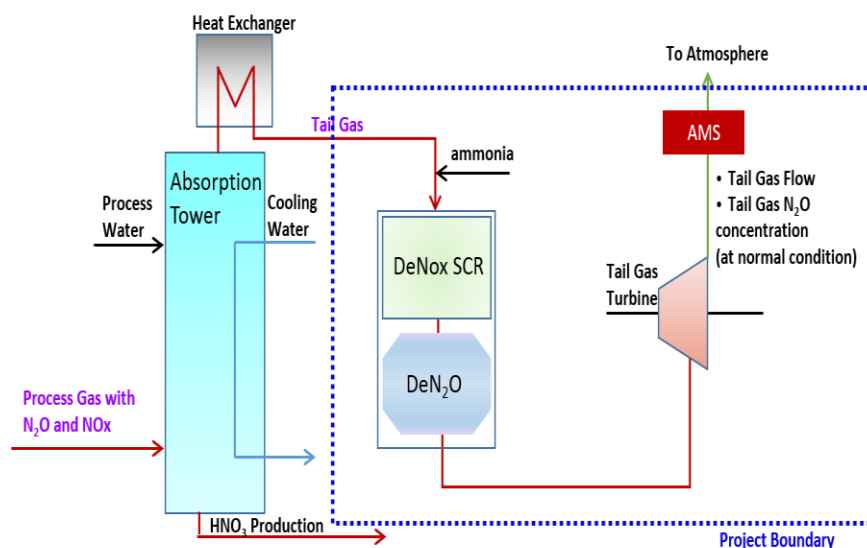 Heat Exchanger
To Atmosphere
Tail Gas
AMS
ammonia
Absorption
Tower
Process
Water
Cooling
Water
• Tail Gas Flow
• Tail Gas N₂O
concentration
(at normal condition)
DeNox SCR
Tail Gas
Turbine
DeN₂O
Process Gas with
N₂O and NOx
HNO₃ Production
Project Boundary